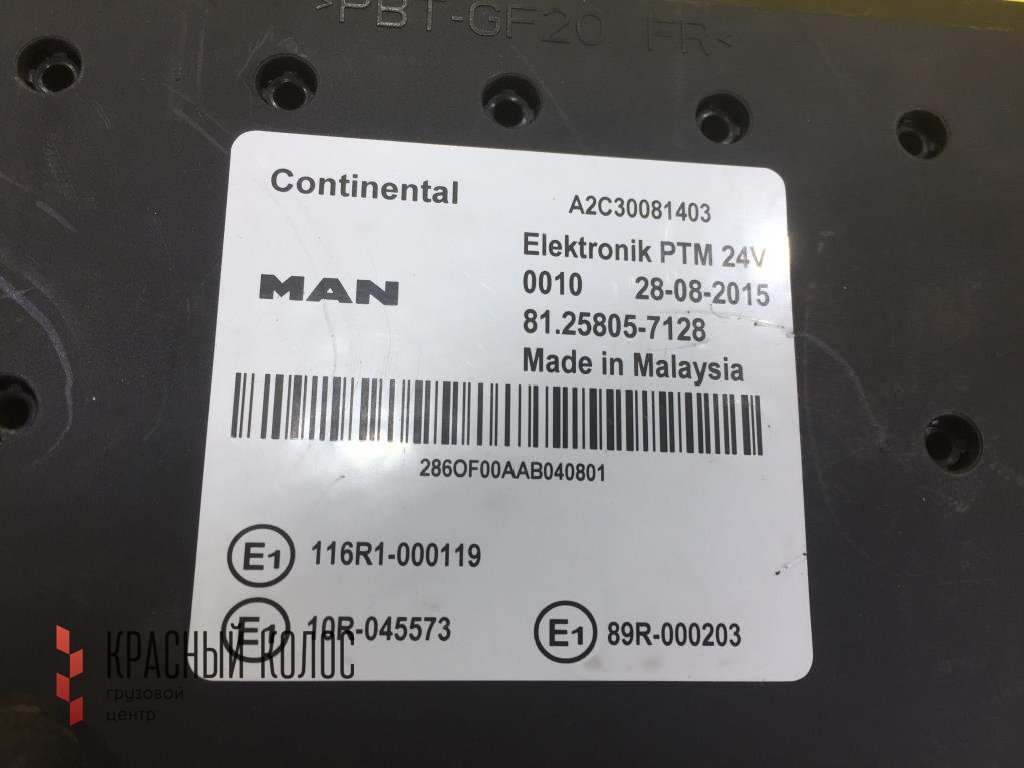 >PBT-GF20 FR<
Continental
A2C30081403
Elektronik PTM 24V
MAN
0010 28-08-2015
81.25805-7128
Made in Malaysia
286OF00AAB040801
E1 116R1-000119
E1 10R-045573
E1 89R-000203
КРАСНЫЙ КОЛОС
грузовой
центр